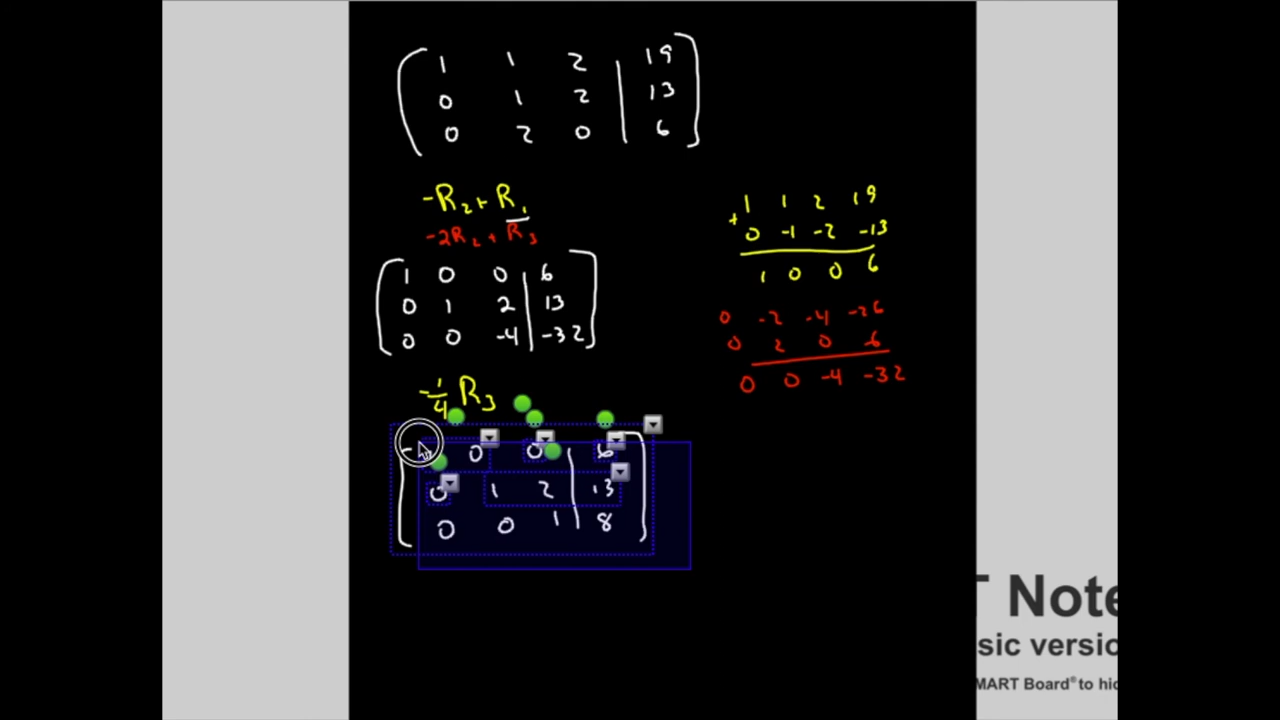 1 1 2 | 19
0 1 2 | 13
0 2 0 | 6
-R2 + R1
-2R2 + R3
1 0 0 | 6
0 1 2 | 13
0 0 -4 | -32
-1/4 R3
0 0 | 6
0 1 2 | 13
0 0 1 | 8
1 1 2 19
+ 0 -1 -2 -13
1 0 0 6
0 -2 -4 -26
0 2 0 -6
0 0 -4 -32
T Note
sic versio
MART Board® to hid